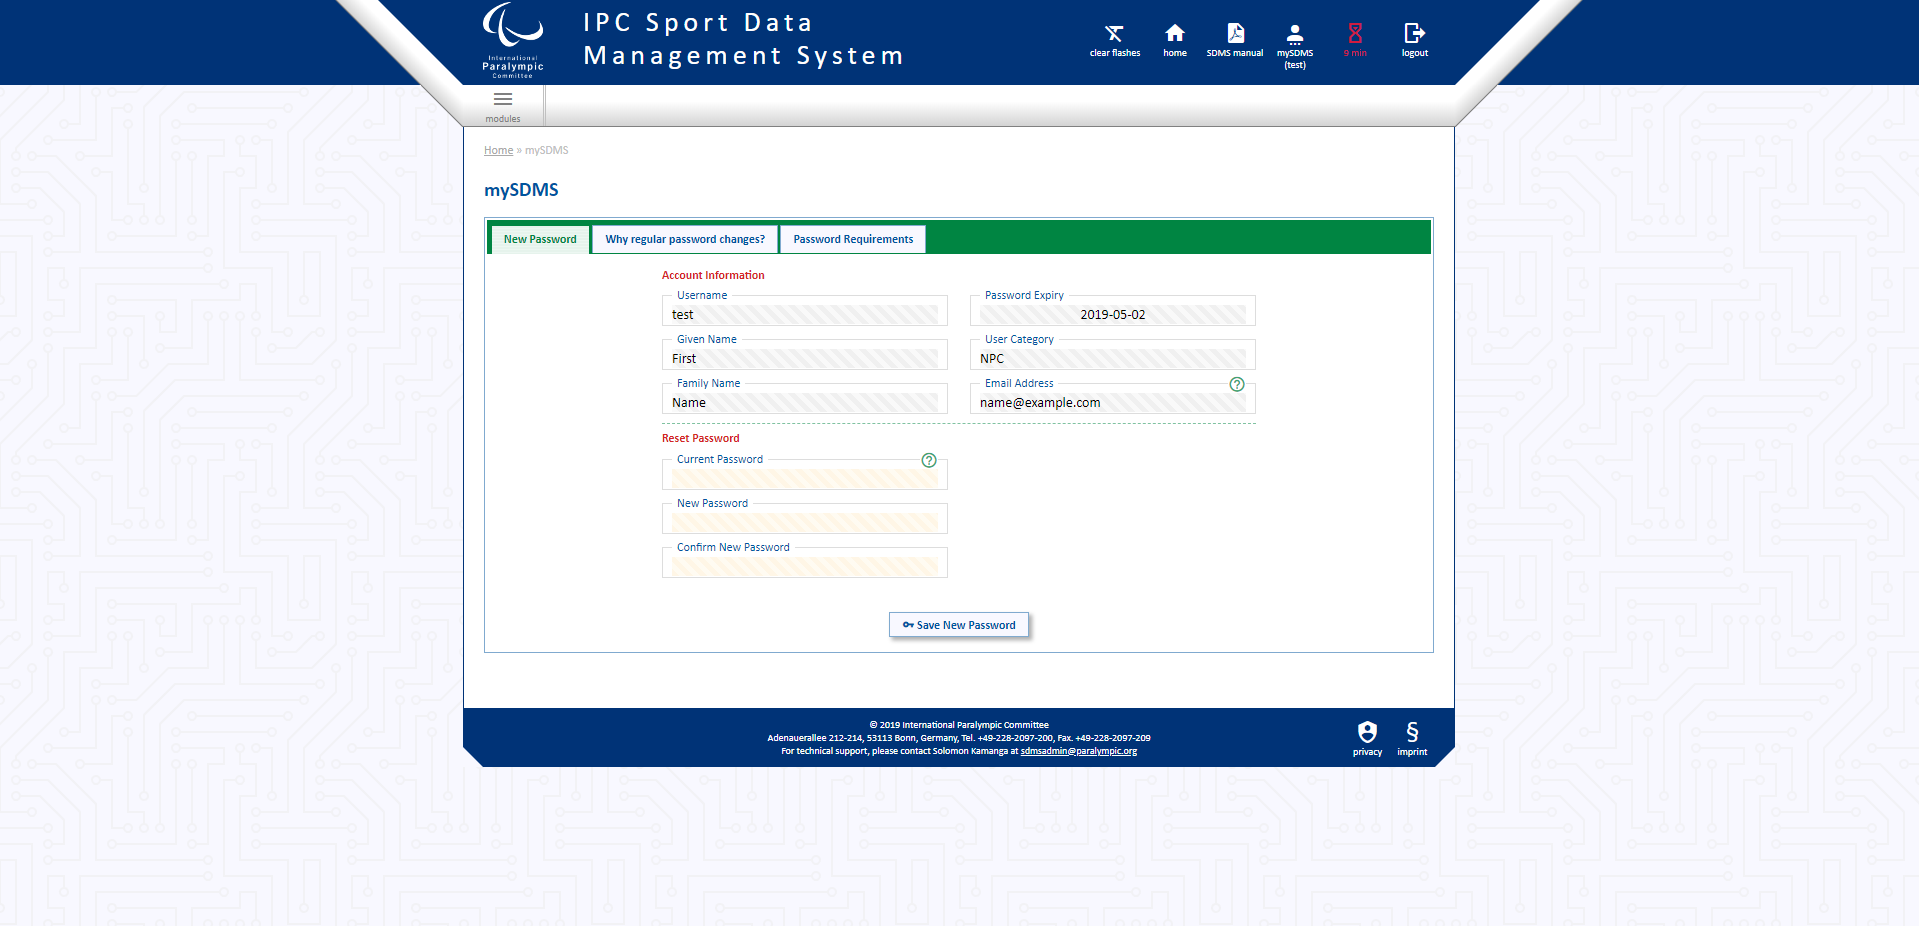 International
Paralympic
Committee
IPC Sport Data
Management System
clear flashes
home
SDMS manual
mySDMS
(test)
9 min
logout
modules
Home » mySDMS
mySDMS
New Password
Why regular password changes?
Password Requirements
Account Information
Username
test
Password Expiry
2019-05-02
Given Name
First
User Category
NPC
Family Name
Name
Email Address
?
name@example.com
Reset Password
Current Password
?
New Password
Confirm New Password
Save New Password
© 2019 International Paralympic Committee
Adenauerallee 212-214, 53113 Bonn, Germany, Tel. +49-228-2097-200, Fax. +49-228-2097-209
For technical support, please contact Solomon Kamanga at sdmsadmin@paralympic.org
privacy
§
imprint